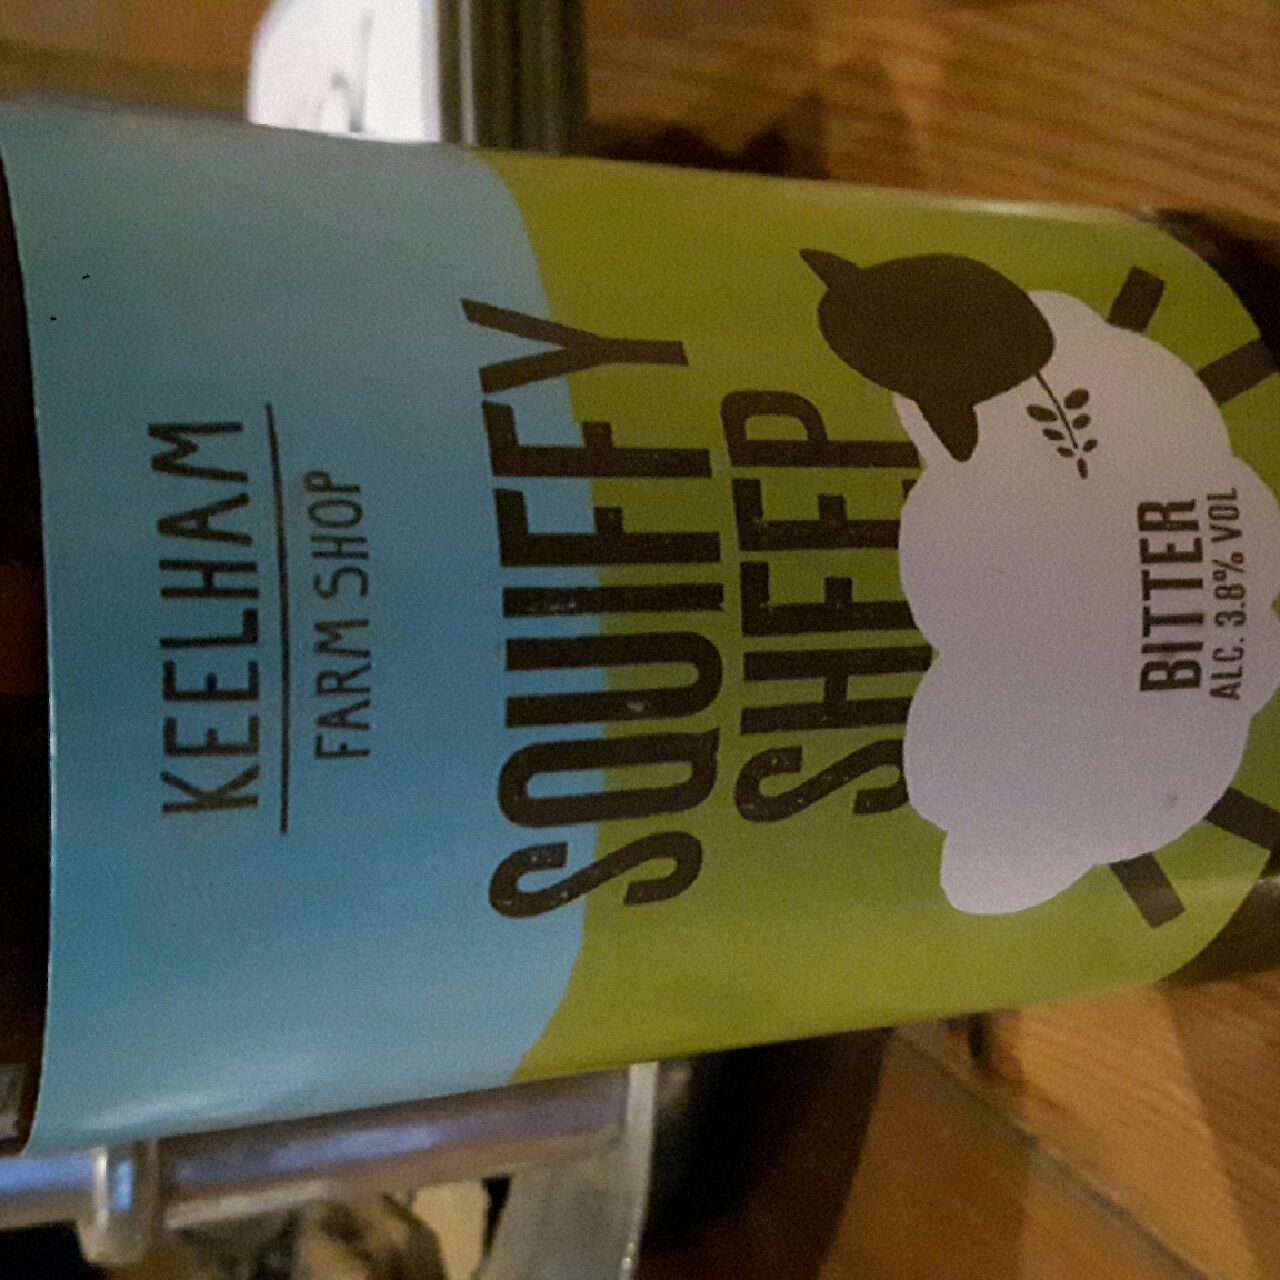 KEELHAM
FARM SHOP
SQUIFFY
SHEEP
BITTER
ALC. 3.8% VOL